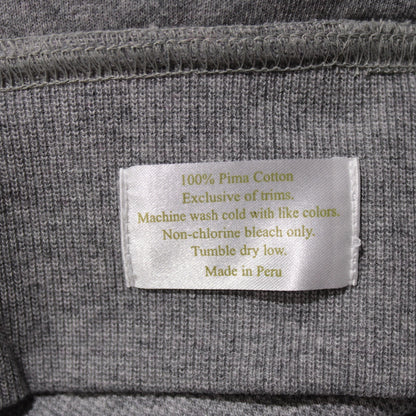 100% Pima Cotton
Exclusive of trims.
Machine wash cold with like colors.
Non-chlorine bleach only.
Tumble dry low.
Made in Peru